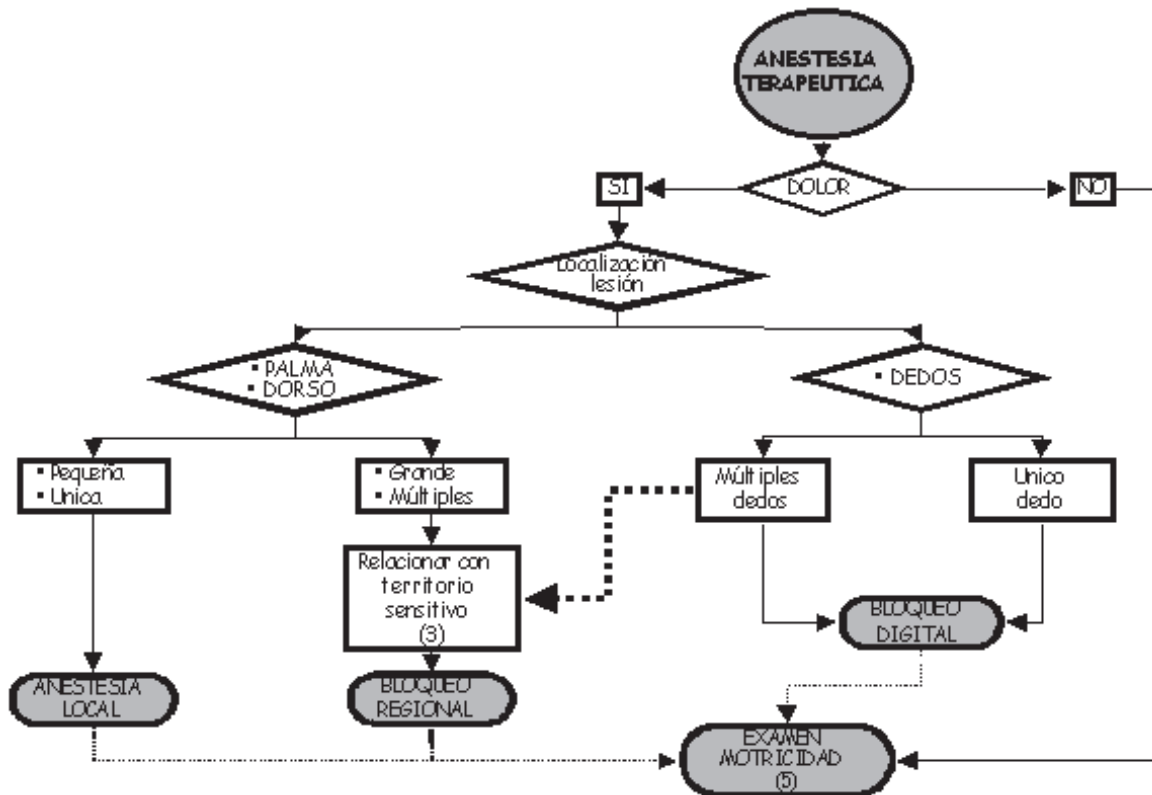 ANESTESIA
TERAPEUTICA
SI
DOLOR
NO
Localización
lesión
▪ PALMA
▪ DORSO
▪ DEDOS
▪ Pequeña
▪ Unica
▪ Grande
▪ Múltiples
Múltiples
dedos
Unico
dedo
Relacionar con
territorio
sensitivo
(3)
BLOQUEO
DIGITAL
ANESTESIA
LOCAL
BLOQUEO
REGIONAL
EXAMEN
MOTRICIDAD
(5)